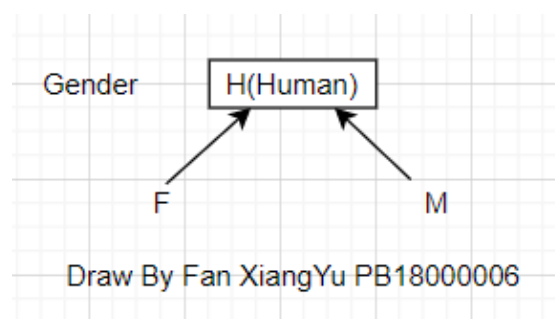 Gender H(Human)
F M
Draw By Fan XiangYu PB18000006